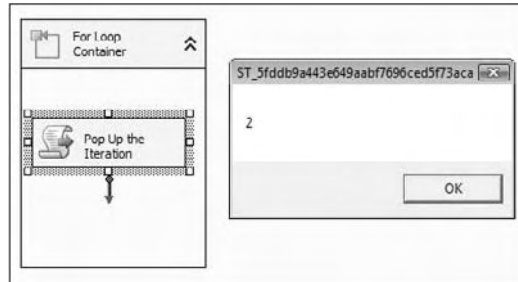 For Loop
Container
Pop Up the
Iteration
ST_5fddb9a443e649aabf7696ced5f73aca
2
OK